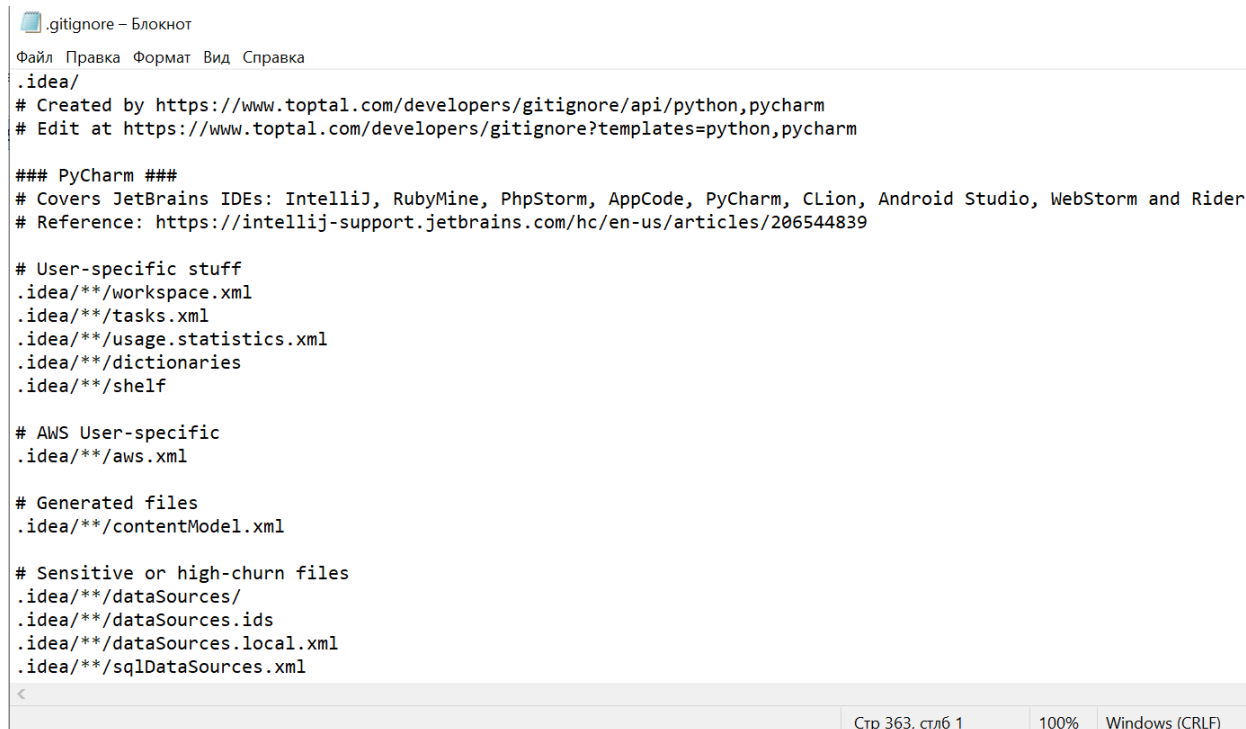 .gitignore – Блокнот
Файл Правка Формат Вид Справка
.idea/
# Created by https://www.toptal.com/developers/gitignore/api/python,pycharm
# Edit at https://www.toptal.com/developers/gitignore?templates=python,pycharm
### PyCharm ###
# Covers JetBrains IDEs: IntelliJ, RubyMine, PhpStorm, AppCode, PyCharm, CLion, Android Studio, WebStorm and Rider
# Reference: https://intellij-support.jetbrains.com/hc/en-us/articles/206544839
# User-specific stuff
.idea/**/workspace.xml
.idea/**/tasks.xml
.idea/**/usage.statistics.xml
.idea/**/dictionaries
.idea/**/shelf
# AWS User-specific
.idea/**/aws.xml
# Generated files
.idea/**/contentModel.xml
# Sensitive or high-churn files
.idea/**/dataSources/
.idea/**/dataSources.ids
.idea/**/dataSources.local.xml
.idea/**/sqlDataSources.xml
Стр 363, стлб 1 100% Windows (CRLF)